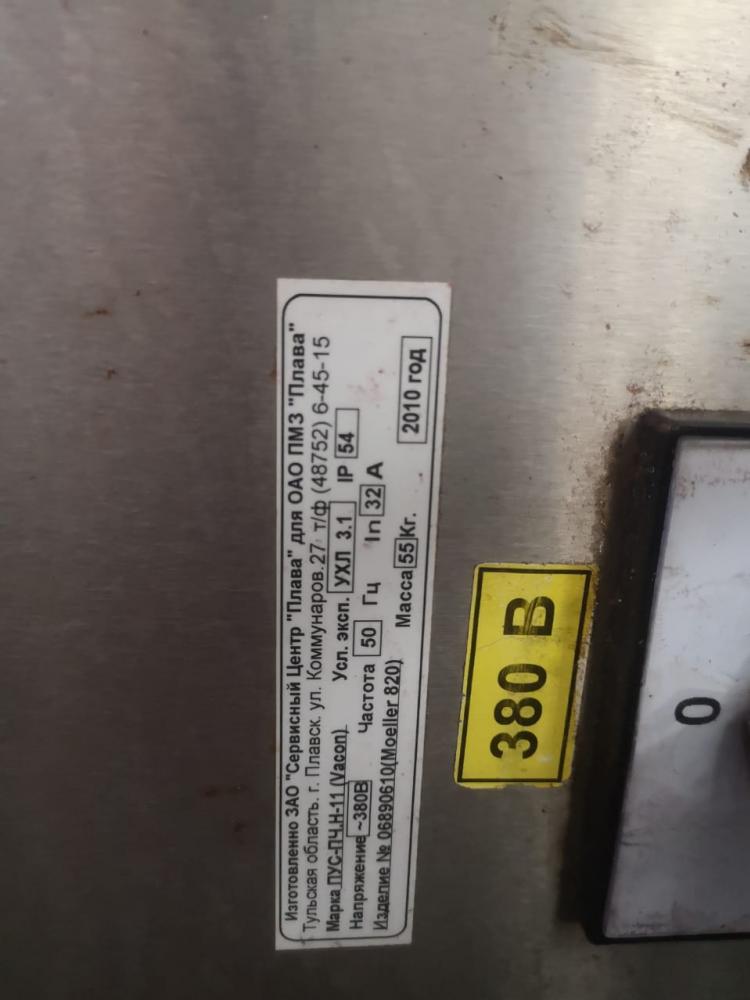 Изготовленно ЗАО "Сервисный Центр "Плава" для ОАО ПМЗ "Плава"
Тульская область. г. Плавск. ул. Коммунаров.27 т/ф (48752) 6-45-15
Марка ПУС-ПЧ.Н-11 (Vacon) Усл. эксп. УХЛ 3.1 IP 54
Напряжение ~380В Частота 50 Гц In 32 А
Изделие № 06890610(Moeller 820) Масса 55 Кг. 2010 год
380 В
0